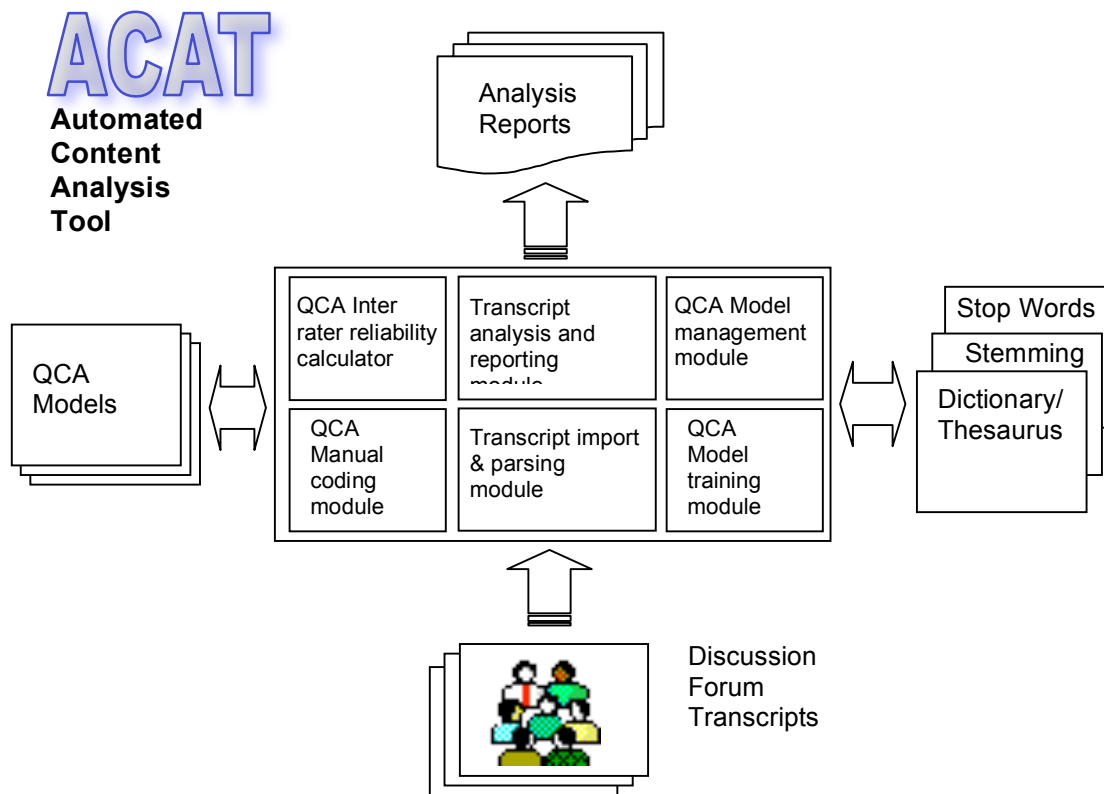 ACAT
Automated
Content
Analysis
Tool
Analysis
Reports
QCA
Models
QCA Inter
rater reliability
calculator
Transcript
analysis and
reporting
module
QCA Model
management
module
QCA
Manual
coding
module
Transcript import
& parsing
module
QCA
Model
training
module
Stop Words
Stemming
Dictionary/
Thesaurus
Discussion
Forum
Transcripts